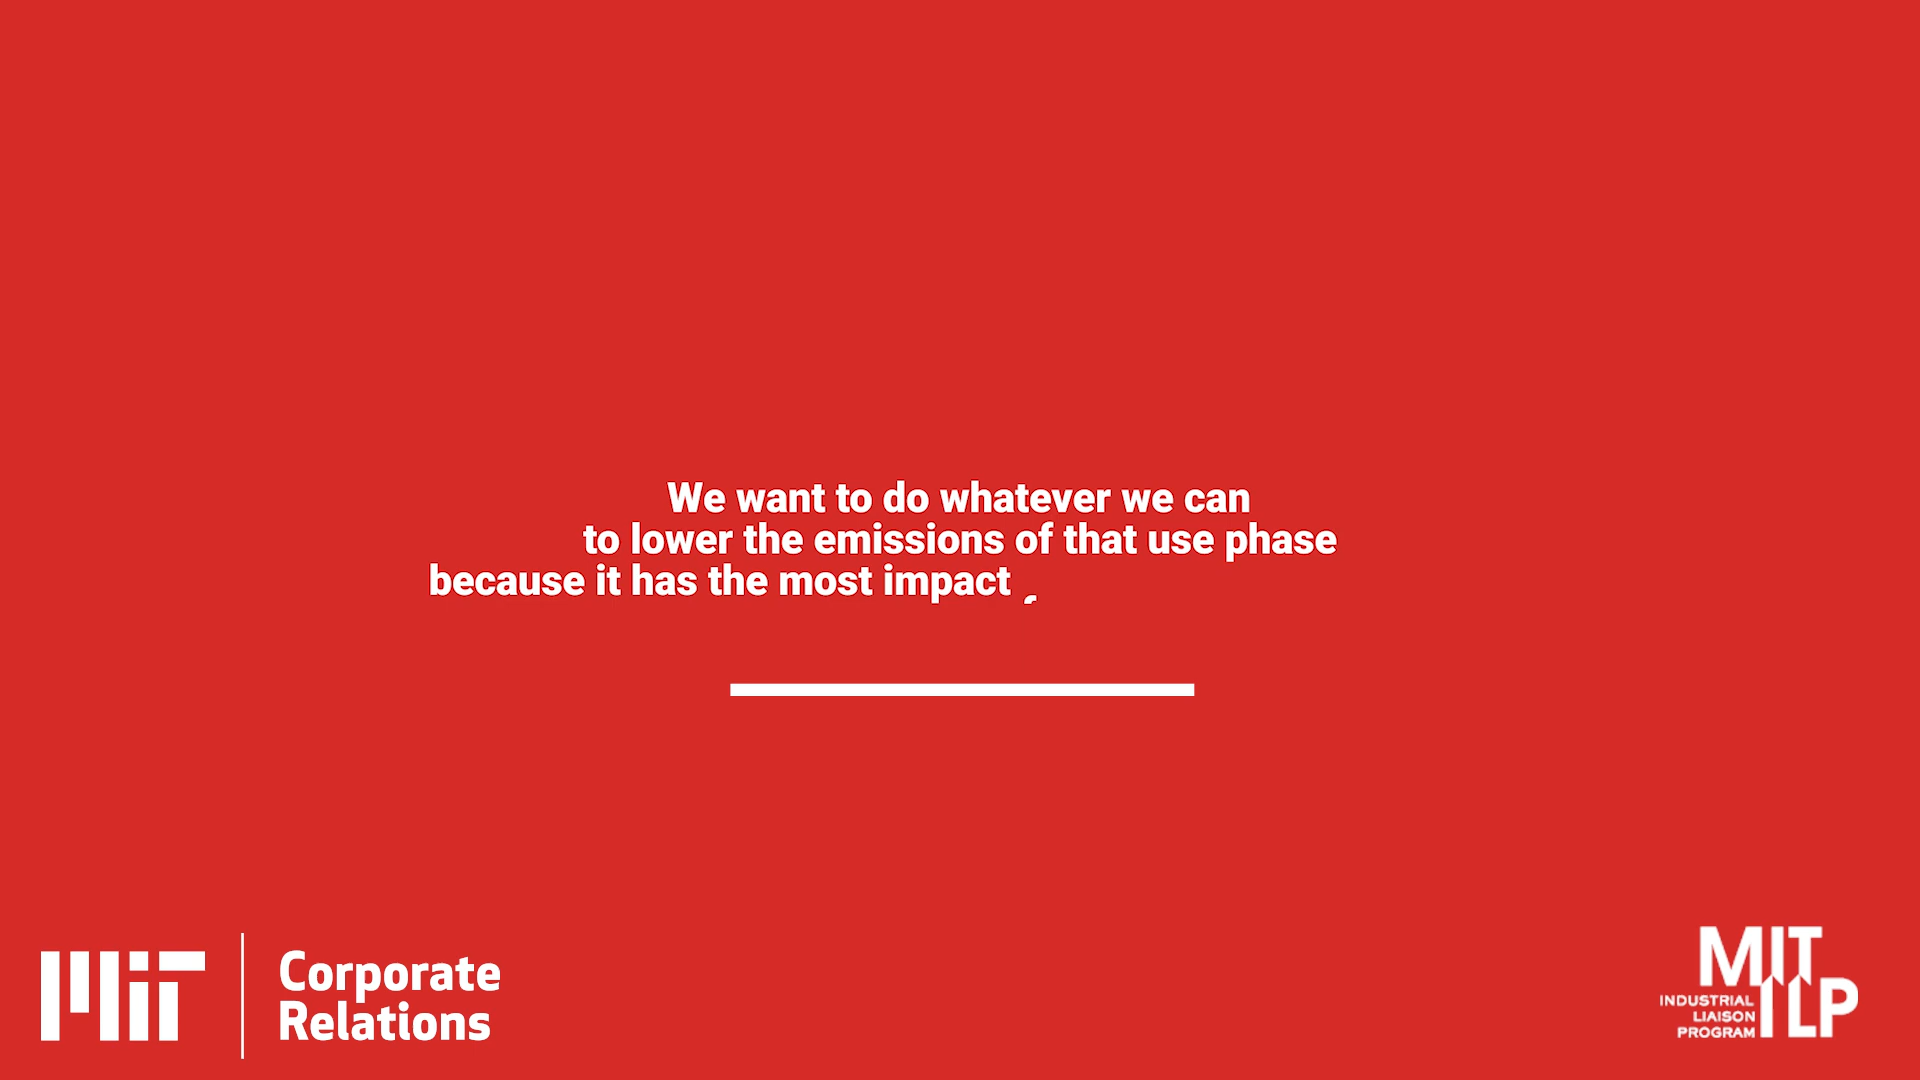 We want to do whatever we can
to lower the emissions of that use phase
because it has the most impact
MIT
Corporate
Relations
MIT
ILP
INDUSTRIAL
LIAISON
PROGRAM